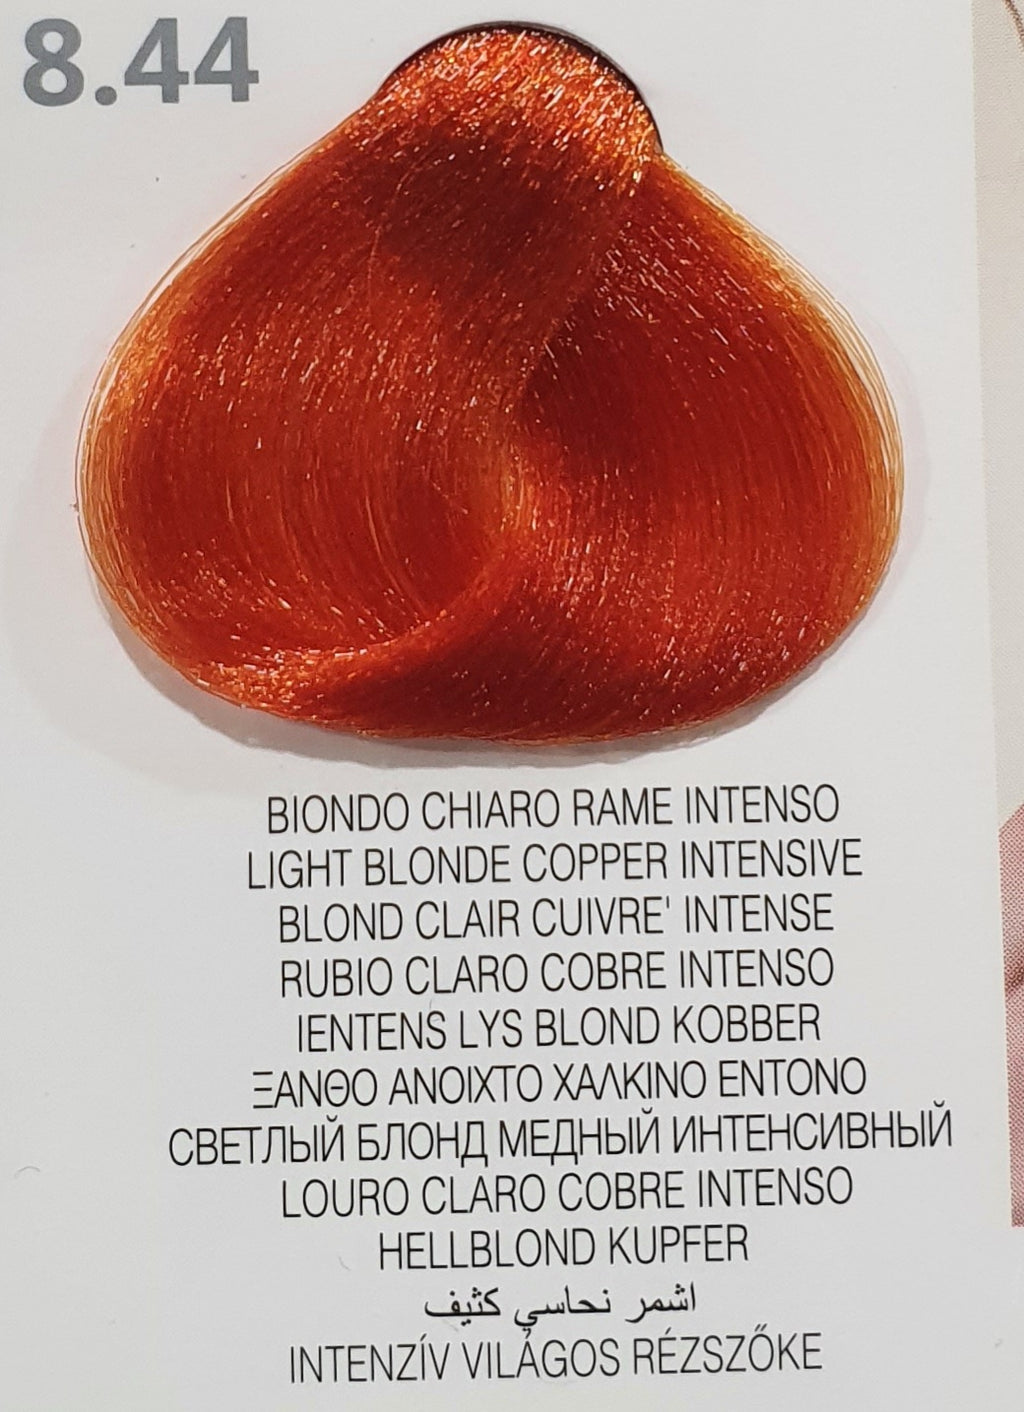 8.44
BIONDO CHIARO RAME INTENSO
LIGHT BLONDE COPPER INTENSIVE
BLOND CLAIR CUIVRE' INTENSE
RUBIO CLARO COBRE INTENSO
IENTENS LYS BLOND KOBBER
ΞΑΝΘΟ ΑΝΟΙΧΤΟ ΧΑΛΚΙΝΟ ΕΝΤΟΝΟ
СВЕТЛЫЙ БЛОНД МЕДНЫЙ ИНТЕНСИВНЫЙ
LOURO CLARO COBRE INTENSO
HELLBLOND KUPFER
اشمر نحاسي كثيف
INTENZÍV VILÁGOS RÉZSZŐKE